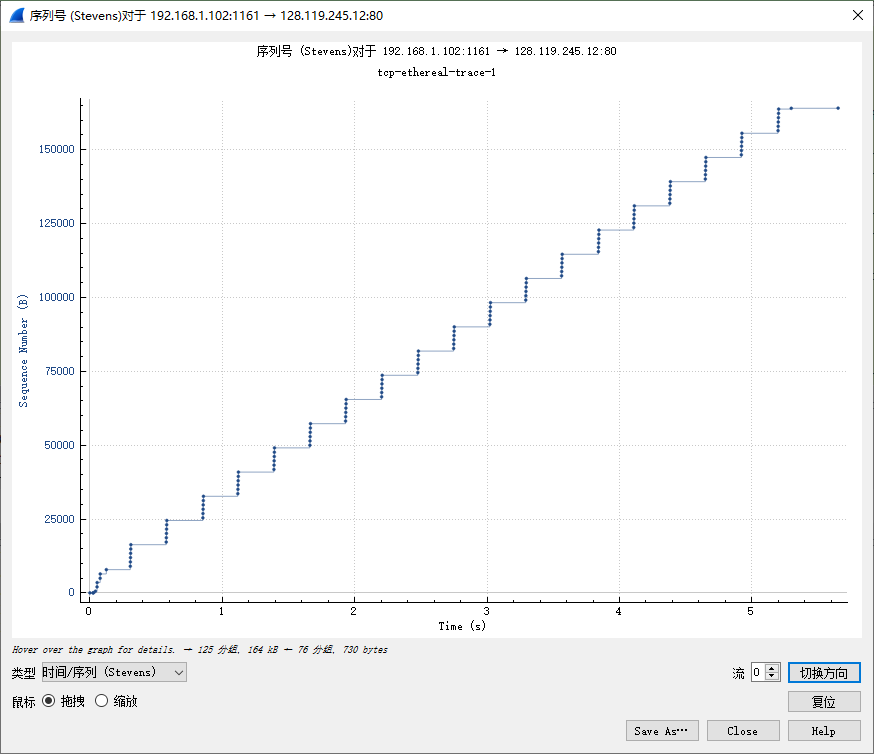 序列号 (Stevens)对于 192.168.1.102:1161 → 128.119.245.12:80
序列号 (Stevens)对于 192.168.1.102:1161 → 128.119.245.12:80
tcp-ethereal-trace-1
150000
125000
100000
75000
50000
25000
0
Sequence Number (B)
0 1 2 3 4 5
Time (s)
Hover over the graph for details. → 125 分组, 164 kB ← 76 分组, 730 bytes
类型 时间/序列 (Stevens) 流 0 切换方向
鼠标 拖拽 缩放 复位
Save As… Close Help